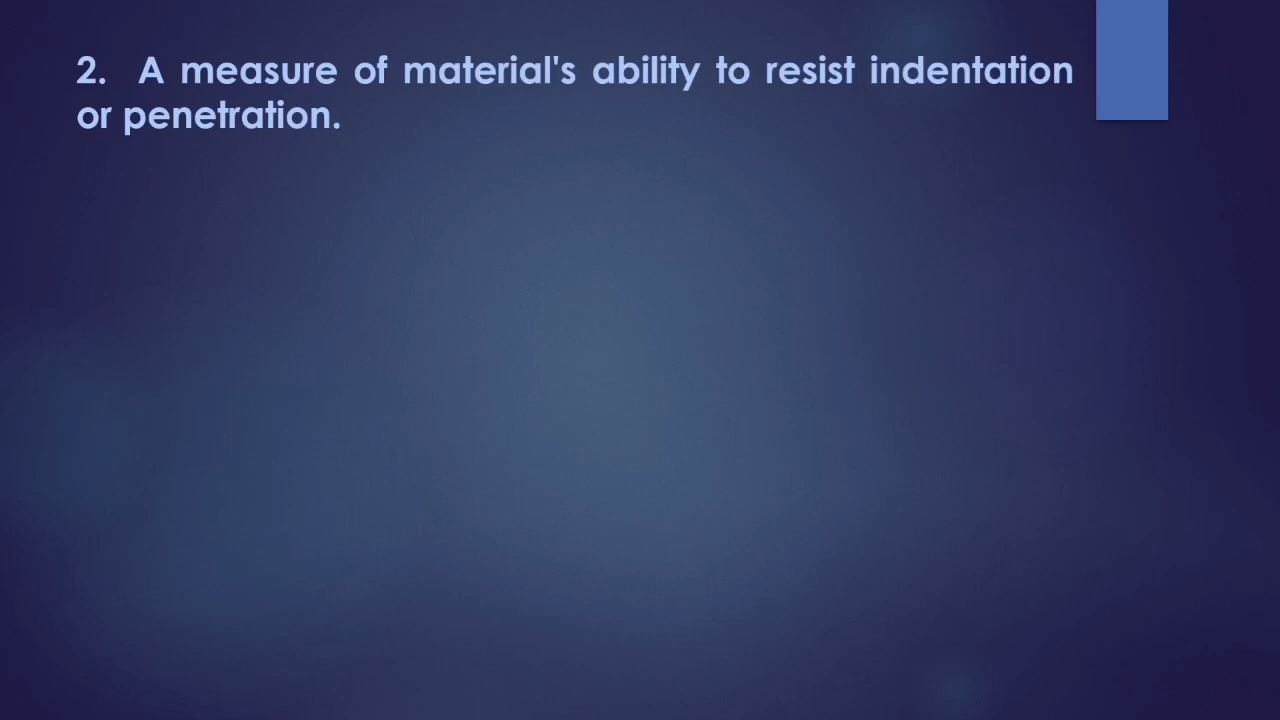 2. A measure of material's ability to resist indentation
or penetration.